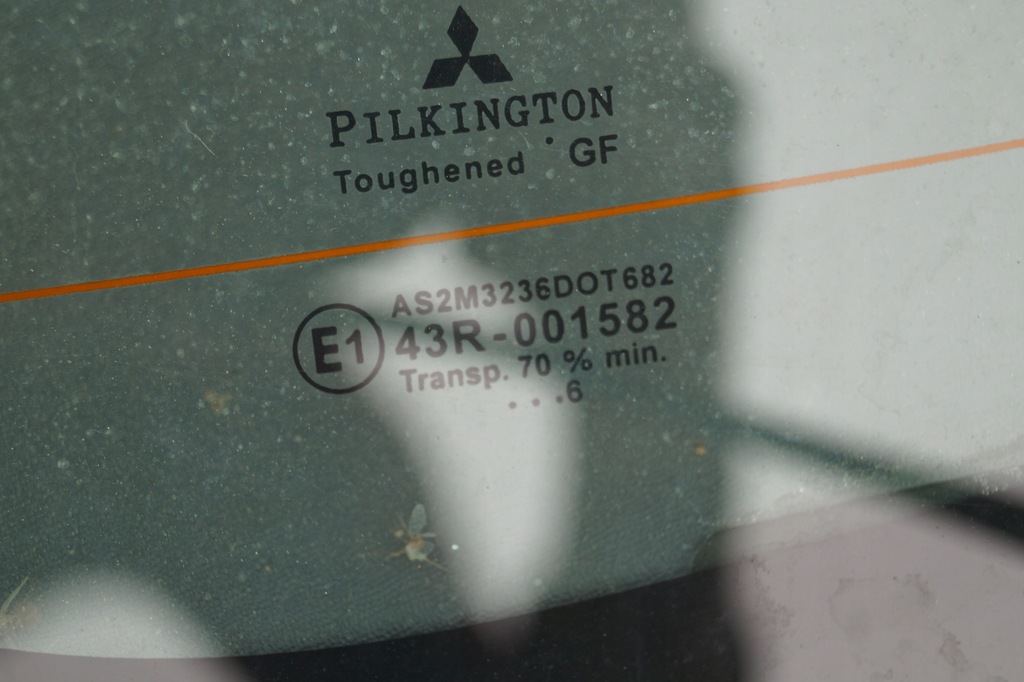 PILKINGTON
Toughened GF
AS2M3236DOT682
E1 43R-001582
Transp. 70 % min.
. . .6